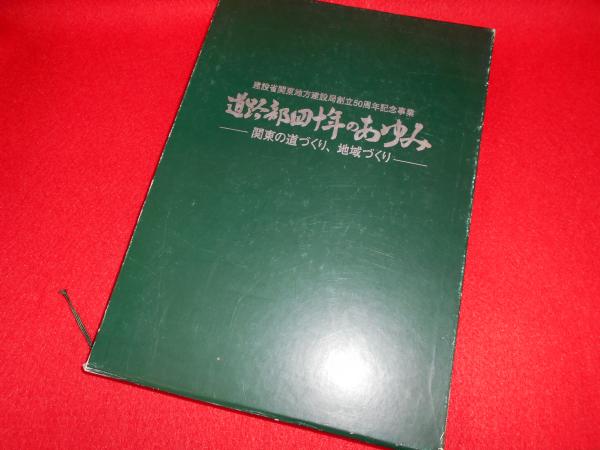 建設省関東地方建設局創立50周年記念事業
道路部四十年のあゆみ
関東の道づくり、地域づくり